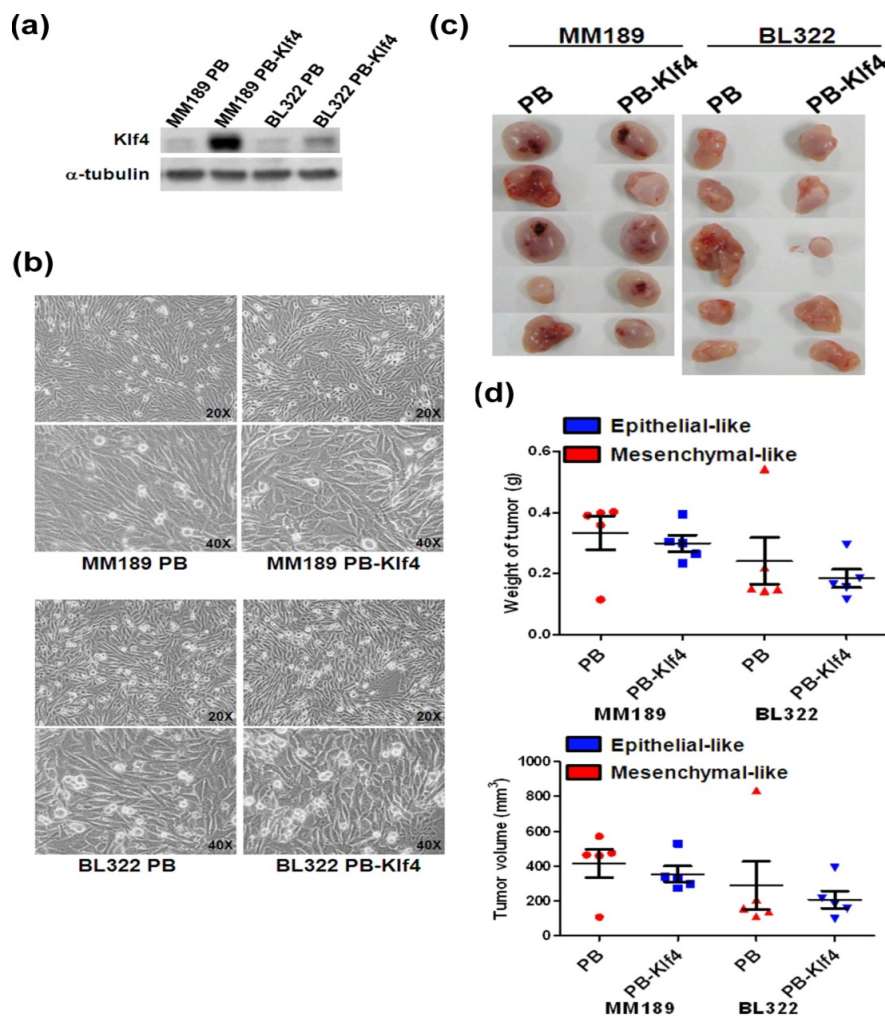 (a)
MM189 PB
MM189 PB-Klf4
BL322 PB
BL322 PB-Klf4
Klf4
α-tubulin
(b)
20X
20X
40X
40X
MM189 PB
MM189 PB-Klf4
20X
20X
40X
40X
BL322 PB
BL322 PB-Klf4
(c)
MM189
BL322
PB
PB-Klf4
PB
PB-Klf4
(d)
Epithelial-like
Mesenchymal-like
Weight of tumor (g)
0.6
0.4
0.2
0.0
PB
PB-Klf4
PB
PB-Klf4
MM189
BL322
Epithelial-like
Mesenchymal-like
Tumor volume (mm³)
1000
800
600
400
200
0
PB
PB-Klf4
PB
PB-Klf4
MM189
BL322